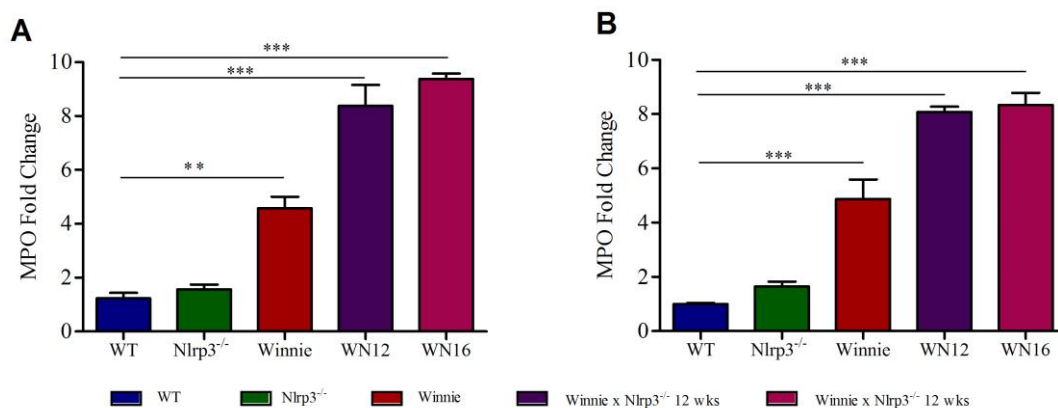 A
***
***
**
MPO Fold Change
10
8
6
4
2
0
WT Nlrp3-/- Winnie WN12 WN16
B
***
***
***
MPO Fold Change
10
8
6
4
2
0
WT Nlrp3-/- Winnie WN12 WN16
WT Nlrp3-/- Winnie Winnie x Nlrp3-/- 12 wks Winnie x Nlrp3-/- 12 wks